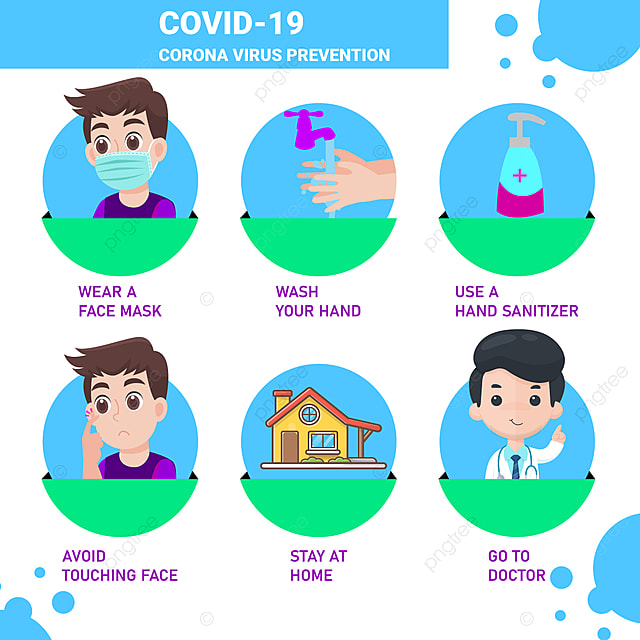 COVID-19
CORONA VIRUS PREVENTION
WEAR A
FACE MASK
WASH
YOUR HAND
USE A
HAND SANITIZER
AVOID
TOUCHING FACE
STAY AT
HOME
GO TO
DOCTOR
pngtree